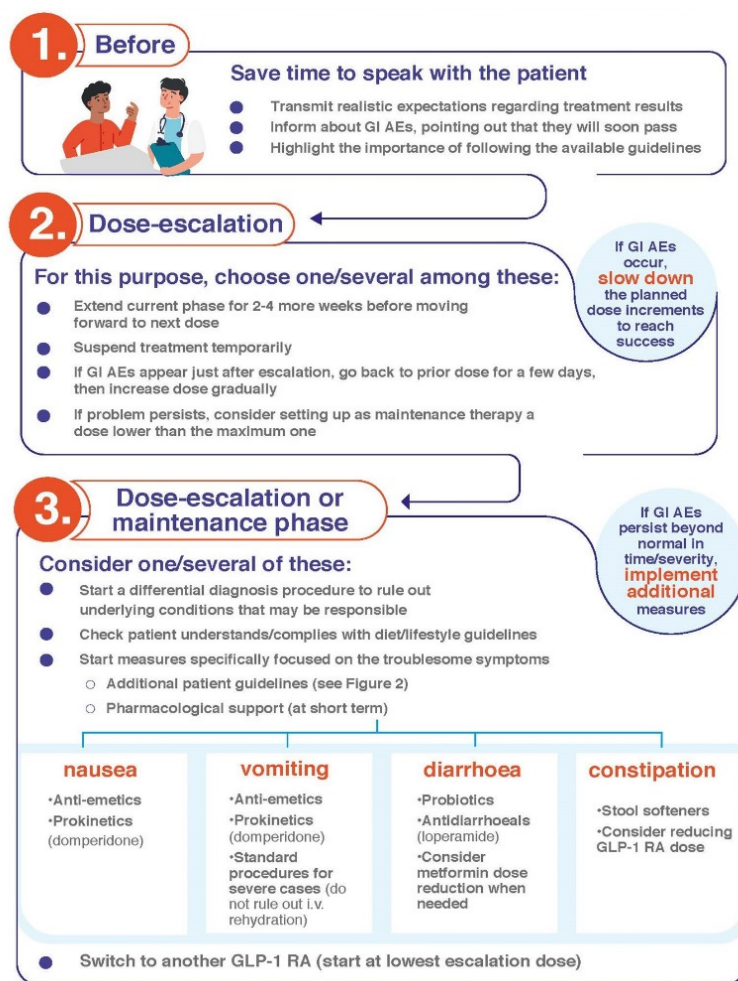 1.
Before
Save time to speak with the patient
Transmit realistic expectations regarding treatment results
Inform about GI AEs, pointing out that they will soon pass
Highlight the importance of following the available guidelines
2.
Dose-escalation
If GI AEs
occur,
slow down
the planned
dose increments
to reach
success
For this purpose, choose one/several among these:
Extend current phase for 2-4 more weeks before moving
forward to next dose
Suspend treatment temporarily
If GI AEs appear just after escalation, go back to prior dose for a few days,
then increase dose gradually
If problem persists, consider setting up as maintenance therapy a
dose lower than the maximum one
3.
Dose-escalation or
maintenance phase
If GI AEs
persist beyond
normal in
time/severity,
implement
additional
measures
Consider one/several of these:
Start a differential diagnosis procedure to rule out
underlying conditions that may be responsible
Check patient understands/complies with diet/lifestyle guidelines
Start measures specifically focused on the troublesome symptoms
Additional patient guidelines (see Figure 2)
Pharmacological support (at short term)
nausea
•Anti-emetics
•Prokinetics
(domperidone)
vomiting
•Anti-emetics
•Prokinetics
(domperidone)
•Standard
procedures for
severe cases (do
not rule out i.v.
rehydration)
diarrhoea
•Probiotics
•Antidiarrhoeals
(loperamide)
•Consider
metformin dose
reduction when
needed
constipation
•Stool softeners
•Consider reducing
GLP-1 RA dose
Switch to another GLP-1 RA (start at lowest escalation dose)